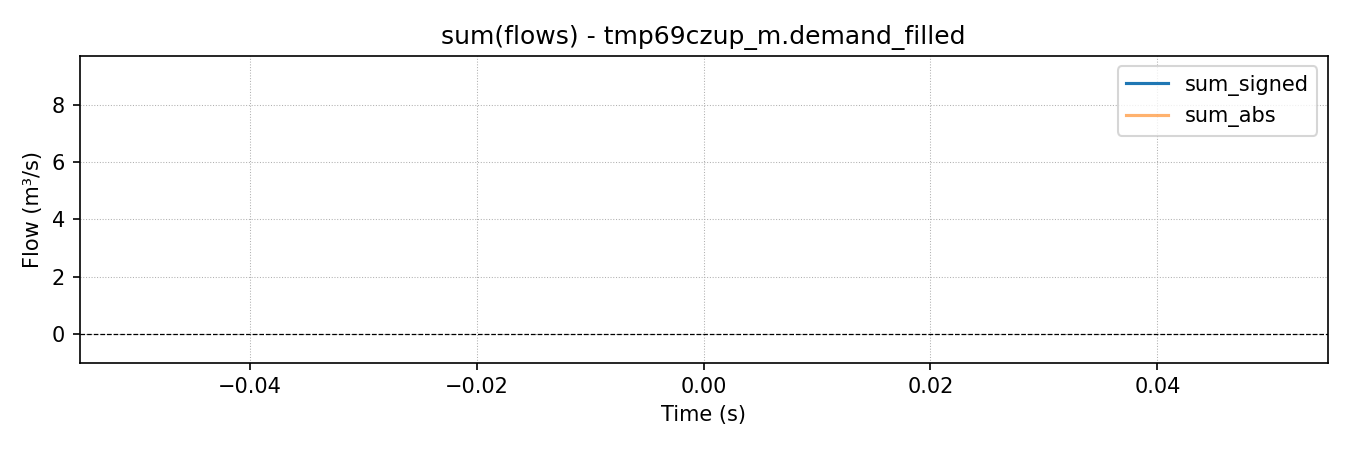 sum(flows) - tmp69czup_m.demand_filled
sum_signed
sum_abs
Flow (m³/s)
8
6
4
2
0
−0.04
−0.02
0.00
0.02
0.04
Time (s)